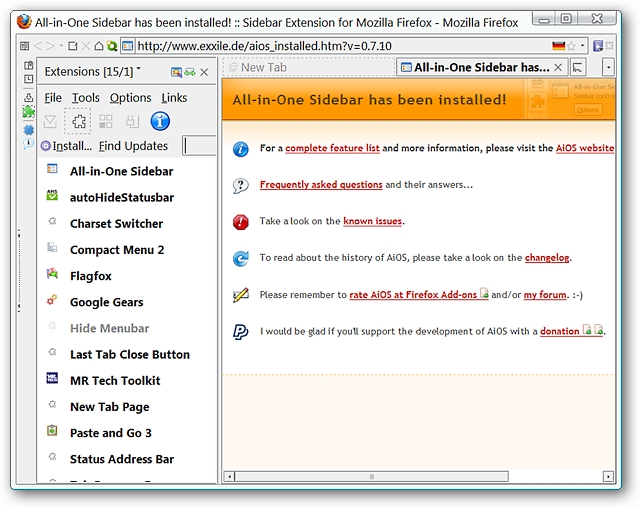 All-in-One Sidebar has been installed! :: Sidebar Extension for Mozilla Firefox - Mozilla Firefox
http://www.exxile.de/aios_installed.htm?v=0.7.10
Extensions [15/1]
File Tools Options Links
Install... Find Updates
All-in-One Sidebar
autoHideStatusbar
Charset Switcher
Compact Menu 2
Flagfox
Google Gears
Hide Menubar
Last Tab Close Button
MR Tech Toolkit
New Tab Page
Paste and Go 3
Status Address Bar
New Tab
All-in-One Sidebar has...
All-in-One Sidebar has been installed!
For a complete feature list and more information, please visit the AiOS website
Frequently asked questions and their answers...
Take a look on the known issues.
To read about the history of AiOS, please take a look on the changelog.
Please remember to rate AiOS at Firefox Add-ons and/or my forum. :-)
I would be glad if you'll support the development of AiOS with a donation.